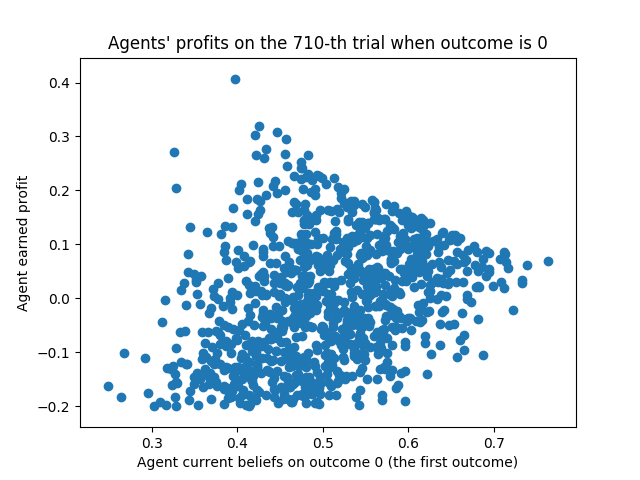 Agents' profits on the 710-th trial when outcome is 0
0.4
0.3
0.2
0.1
0.0
−0.1
−0.2
Agent earned profit
0.3 0.4 0.5 0.6 0.7
Agent current beliefs on outcome 0 (the first outcome)